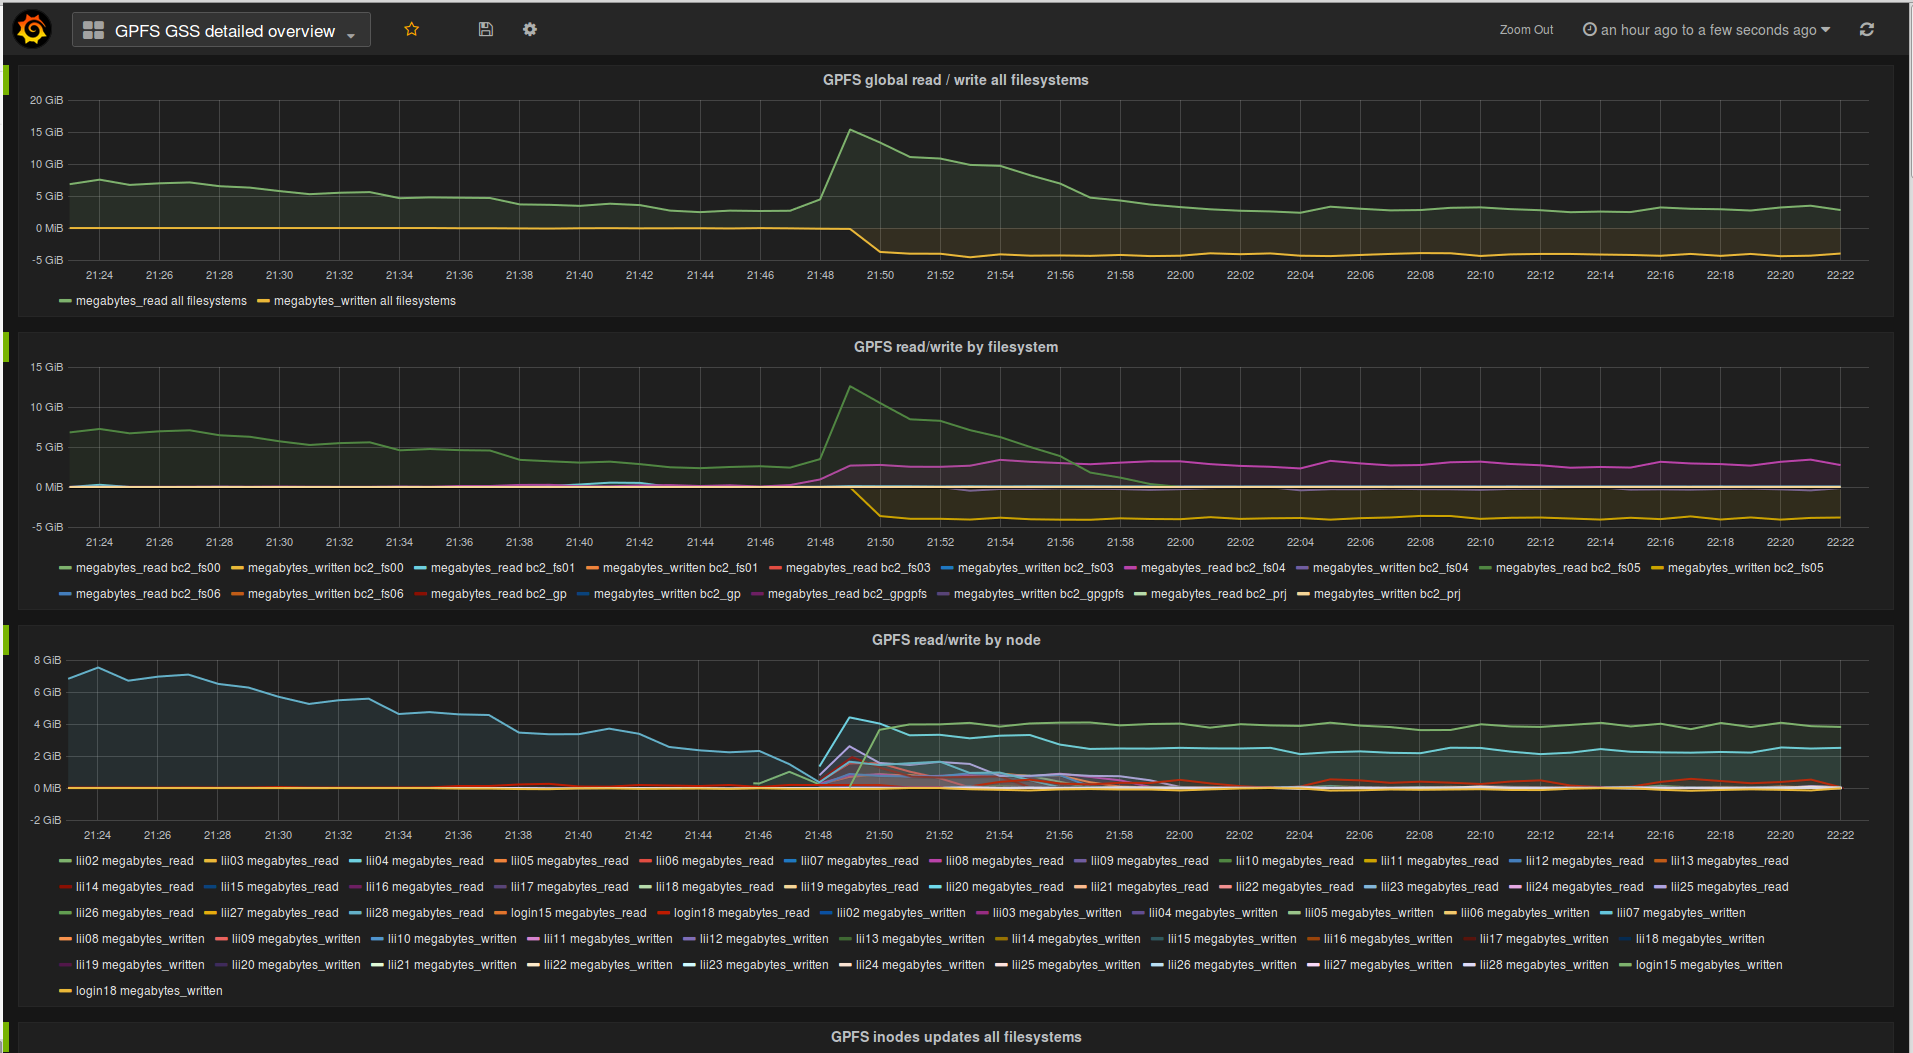 GPFS GSS detailed overview
Zoom Out
an hour ago to a few seconds ago
GPFS global read / write all filesystems
20 GiB
15 GiB
10 GiB
5 GiB
0 MiB
-5 GiB
21:24 21:26 21:28 21:30 21:32 21:34 21:36 21:38 21:40 21:42 21:44 21:46 21:48 21:50 21:52 21:54 21:56 21:58 22:00 22:02 22:04 22:06 22:08 22:10 22:12 22:14 22:16 22:18 22:20 22:22
megabytes_read all filesystems megabytes_written all filesystems
GPFS read/write by filesystem
15 GiB
10 GiB
5 GiB
0 MiB
-5 GiB
21:24 21:26 21:28 21:30 21:32 21:34 21:36 21:38 21:40 21:42 21:44 21:46 21:48 21:50 21:52 21:54 21:56 21:58 22:00 22:02 22:04 22:06 22:08 22:10 22:12 22:14 22:16 22:18 22:20 22:22
megabytes_read bc2_fs00 megabytes_written bc2_fs00 megabytes_read bc2_fs01 megabytes_written bc2_fs01 megabytes_read bc2_fs03 megabytes_written bc2_fs03 megabytes_read bc2_fs04 megabytes_written bc2_fs04 megabytes_read bc2_fs05 megabytes_written bc2_fs05
megabytes_read bc2_fs06 megabytes_written bc2_fs06 megabytes_read bc2_gp megabytes_written bc2_gp megabytes_read bc2_gpgpfs megabytes_written bc2_gpgpfs megabytes_read bc2_prj megabytes_written bc2_prj
GPFS read/write by node
8 GiB
6 GiB
4 GiB
2 GiB
0 MiB
-2 GiB
21:24 21:26 21:28 21:30 21:32 21:34 21:36 21:38 21:40 21:42 21:44 21:46 21:48 21:50 21:52 21:54 21:56 21:58 22:00 22:02 22:04 22:06 22:08 22:10 22:12 22:14 22:16 22:18 22:20 22:22
lii02 megabytes_read lii03 megabytes_read lii04 megabytes_read lii05 megabytes_read lii06 megabytes_read lii07 megabytes_read lii08 megabytes_read lii09 megabytes_read lii10 megabytes_read lii11 megabytes_read lii12 megabytes_read lii13 megabytes_read
lii14 megabytes_read lii15 megabytes_read lii16 megabytes_read lii17 megabytes_read lii18 megabytes_read lii19 megabytes_read lii20 megabytes_read lii21 megabytes_read lii22 megabytes_read lii23 megabytes_read lii24 megabytes_read lii25 megabytes_read
lii26 megabytes_read lii27 megabytes_read lii28 megabytes_read login15 megabytes_read login18 megabytes_read lii02 megabytes_written lii03 megabytes_written lii04 megabytes_written lii05 megabytes_written lii06 megabytes_written lii07 megabytes_written
lii08 megabytes_written lii09 megabytes_written lii10 megabytes_written lii11 megabytes_written lii12 megabytes_written lii13 megabytes_written lii14 megabytes_written lii15 megabytes_written lii16 megabytes_written lii17 megabytes_written lii18 megabytes_written
lii19 megabytes_written lii20 megabytes_written lii21 megabytes_written lii22 megabytes_written lii23 megabytes_written lii24 megabytes_written lii25 megabytes_written lii26 megabytes_written lii27 megabytes_written lii28 megabytes_written login15 megabytes_written
login18 megabytes_written
GPFS inodes updates all filesystems